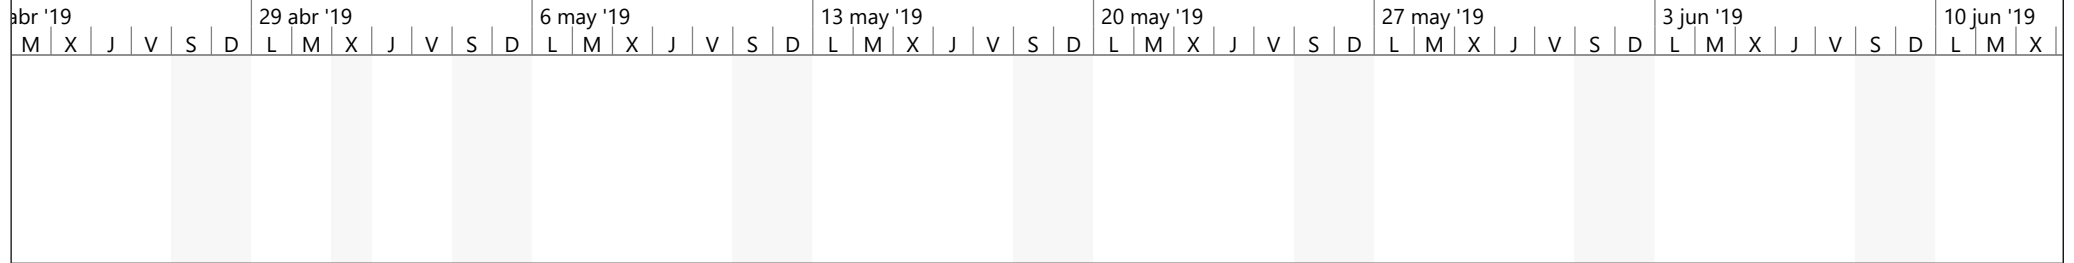 abr '19 29 abr '19 6 may '19 13 may '19 20 may '19 27 may '19 3 jun '19 10 jun '19
M X J V S D L M X J V S D L M X J V S D L M X J V S D L M X J V S D L M X J V S D L M X J V S D L M X